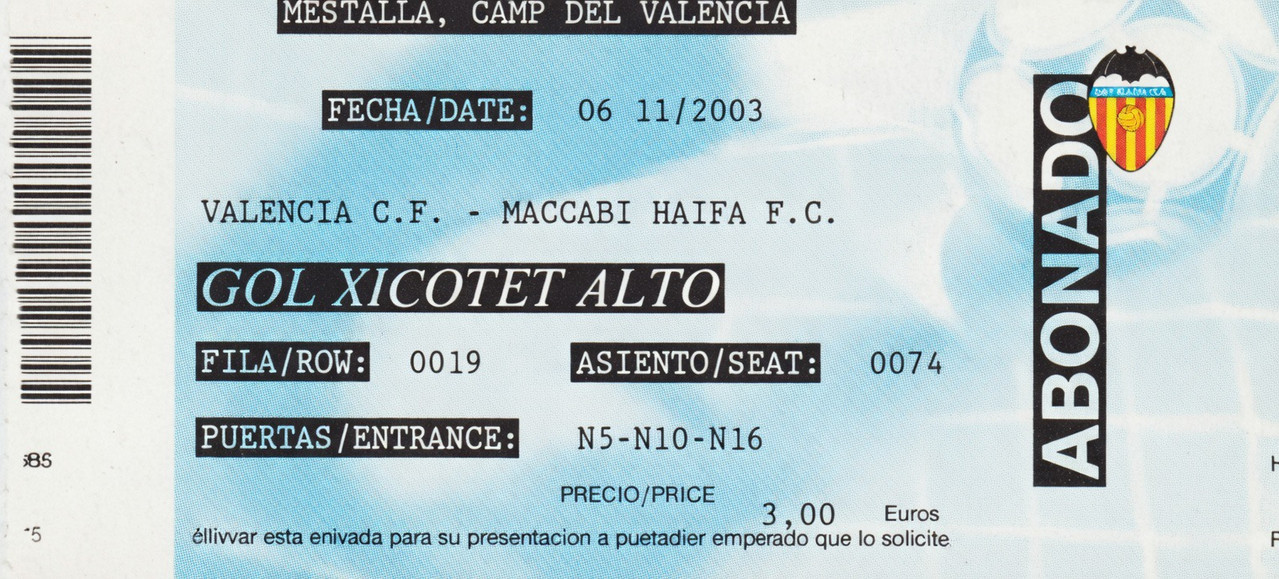 MESTALLA, CAMP DEL VALENCIA
FECHA/DATE: 06 11/2003
VALENCIA C.F. - MACCABI HAIFA F.C.
GOL XICOTET ALTO
FILA/ROW: 0019 ASIENTO/SEAT: 0074
PUERTAS/ENTRANCE: N5-N10-N16
PRECIO/PRICE
3,00 Euros
éllivvar esta enivada para su presentacion a puetadier emperado que lo solicite
ABONADO